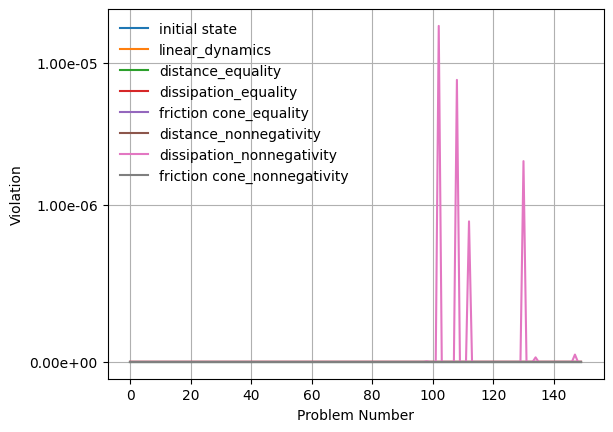 initial state
linear_dynamics
distance_equality
dissipation_equality
friction cone_equality
distance_nonnegativity
dissipation_nonnegativity
friction cone_nonnegativity
1.00e-05
1.00e-06
0.00e+00
Violation
0 20 40 60 80 100 120 140
Problem Number